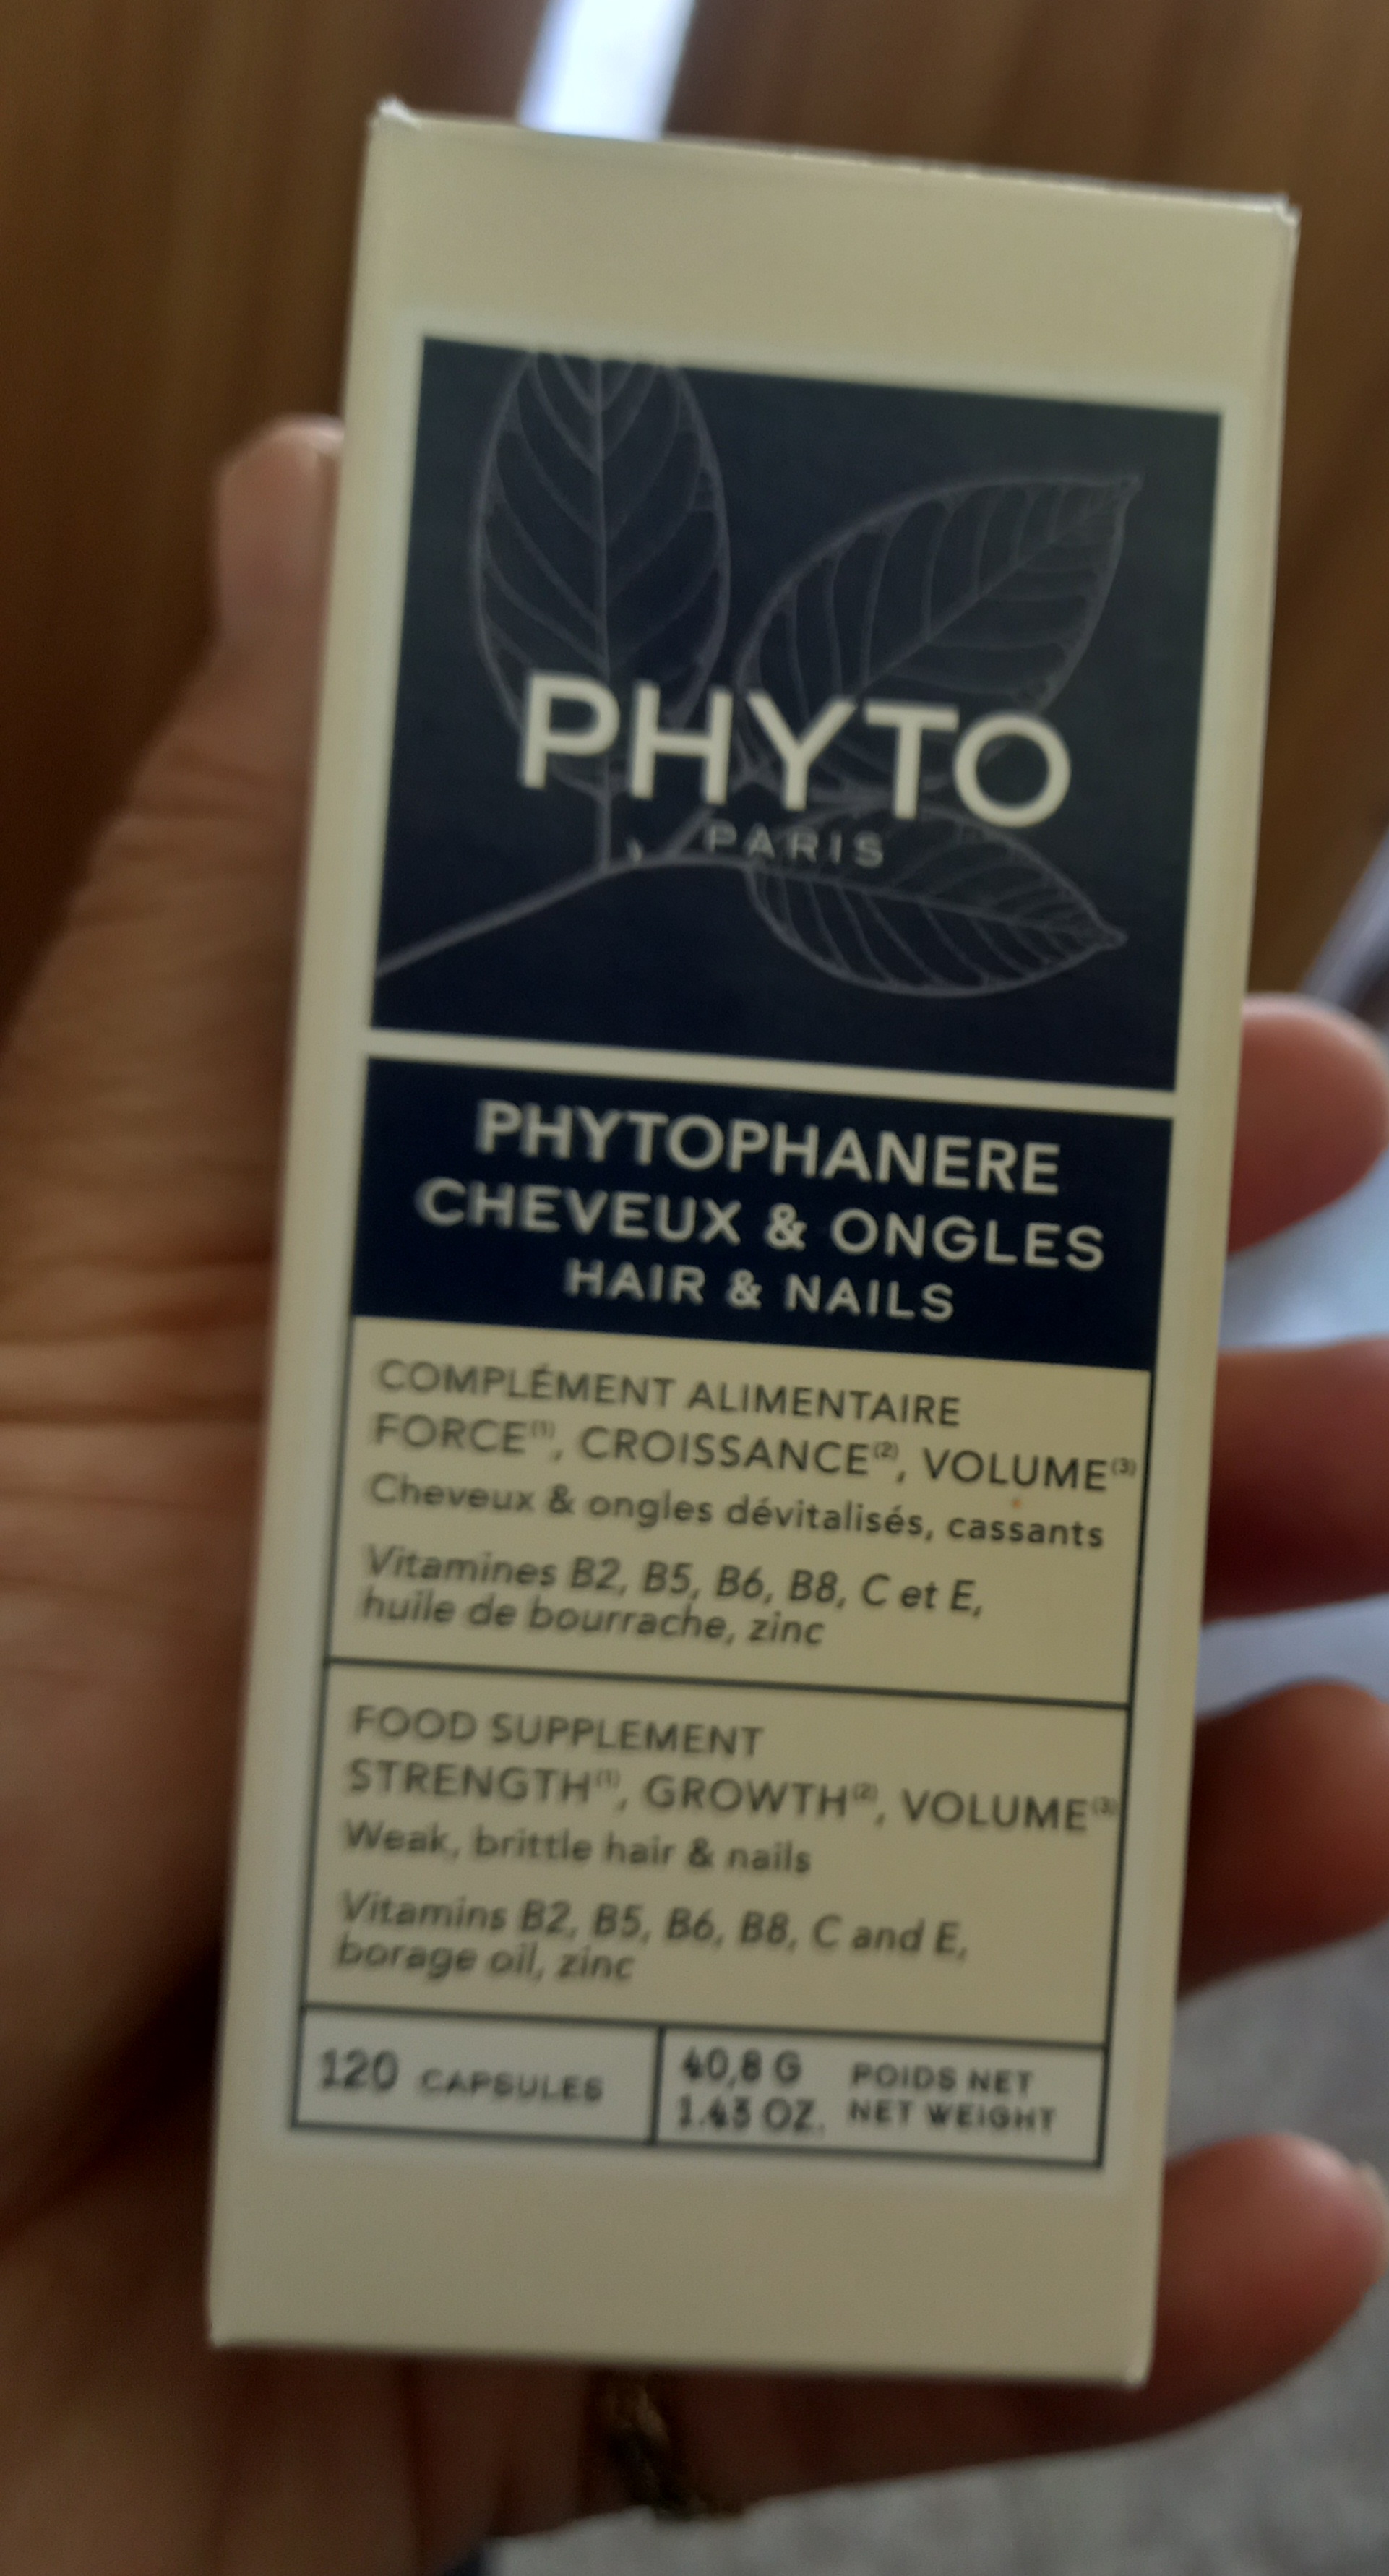 PHYTO
PARIS
PHYTOPHANERE
CHEVEUX & ONGLES
HAIR & NAILS
COMPLÉMENT ALIMENTAIRE
FORCE⁽¹⁾, CROISSANCE⁽²⁾, VOLUME⁽³⁾
Cheveux & ongles dévitalisés, cassants
Vitamines B2, B5, B6, B8, C et E,
huile de bourrache, zinc
FOOD SUPPLEMENT
STRENGTH⁽¹⁾, GROWTH⁽²⁾, VOLUME⁽³⁾
Weak, brittle hair & nails
Vitamins B2, B5, B6, B8, C and E,
borage oil, zinc
120 CAPSULES
40,8 G POIDS NET
1.43 OZ. NET WEIGHT